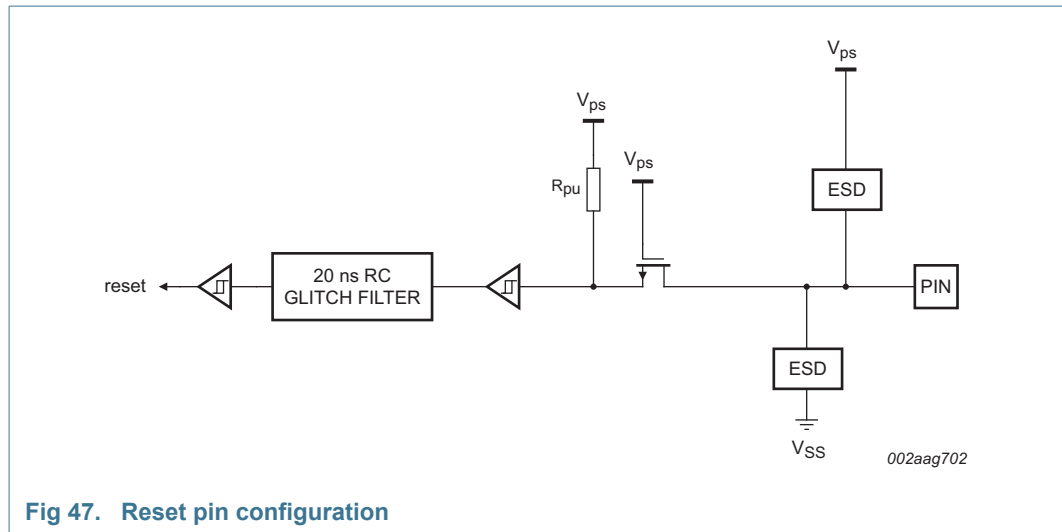 Vps
Vps
Vps
Rpu
ESD
reset
20 ns RC
GLITCH FILTER
PIN
ESD
VSS
002aag702
Fig 47. Reset pin configuration